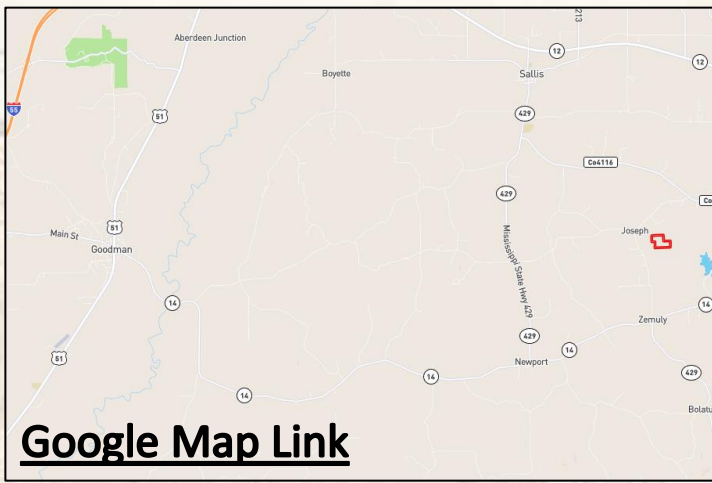 213
Aberdeen Junction
12
12
Boyette
Sallis
55
51
429
Co4116
429
Co
51
Main St
Goodman
Joseph
Mississippi State Hwy 429
14
14
Zemuly
429
51
14
Newport
14
429
14
Bolatu
Google Map Link